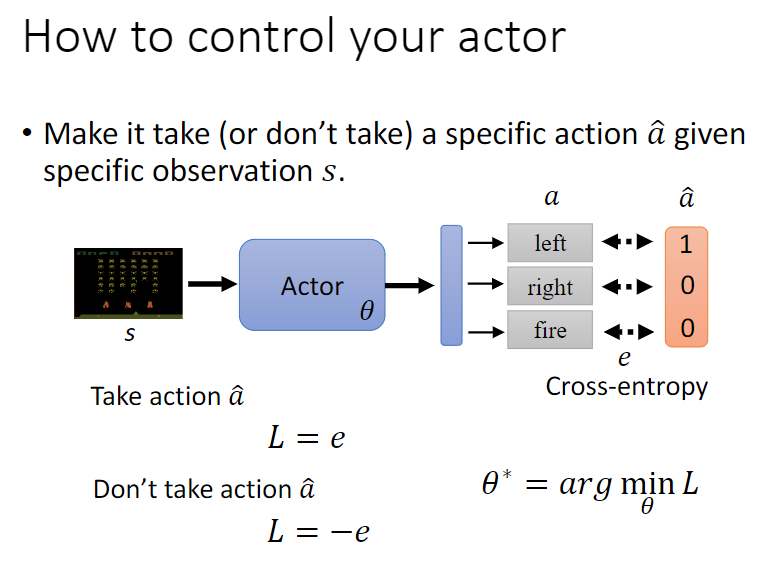 How to control your actor
• Make it take (or don't take) a specific action â given
specific observation s.
a
â
left
1
Actor
right
0
θ
fire
0
s
e
Cross-entropy
Take action â
L = e
Don't take action â
θ* = arg min L
θ
L = −e